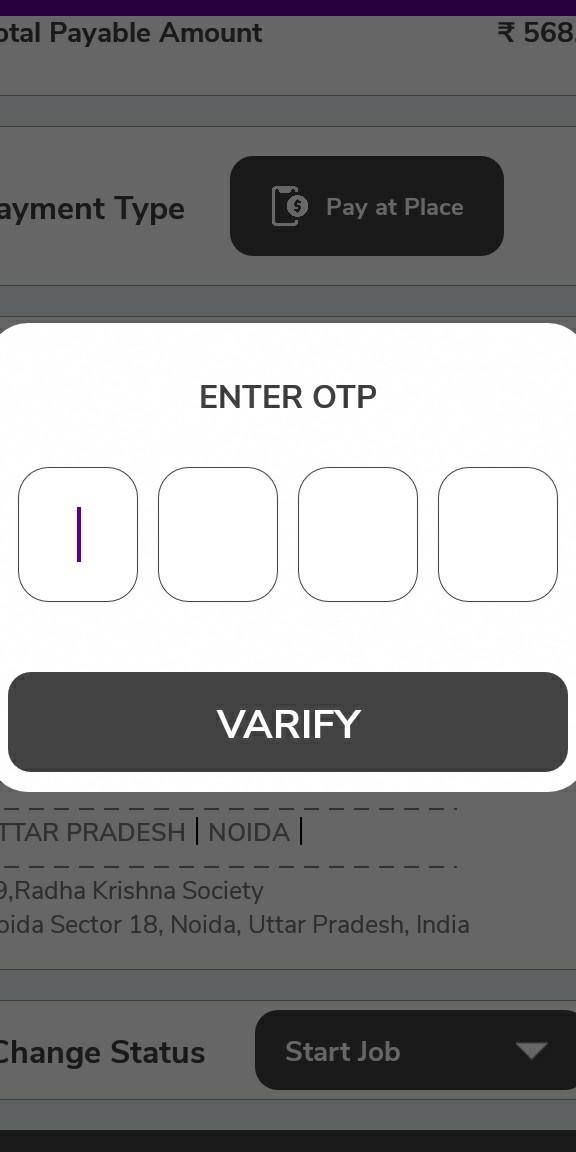 otal Payable Amount ₹ 568.
ayment Type Pay at Place
ENTER OTP
VARIFY
TTAR PRADESH | NOIDA |
9,Radha Krishna Society
oida Sector 18, Noida, Uttar Pradesh, India
Change Status Start Job